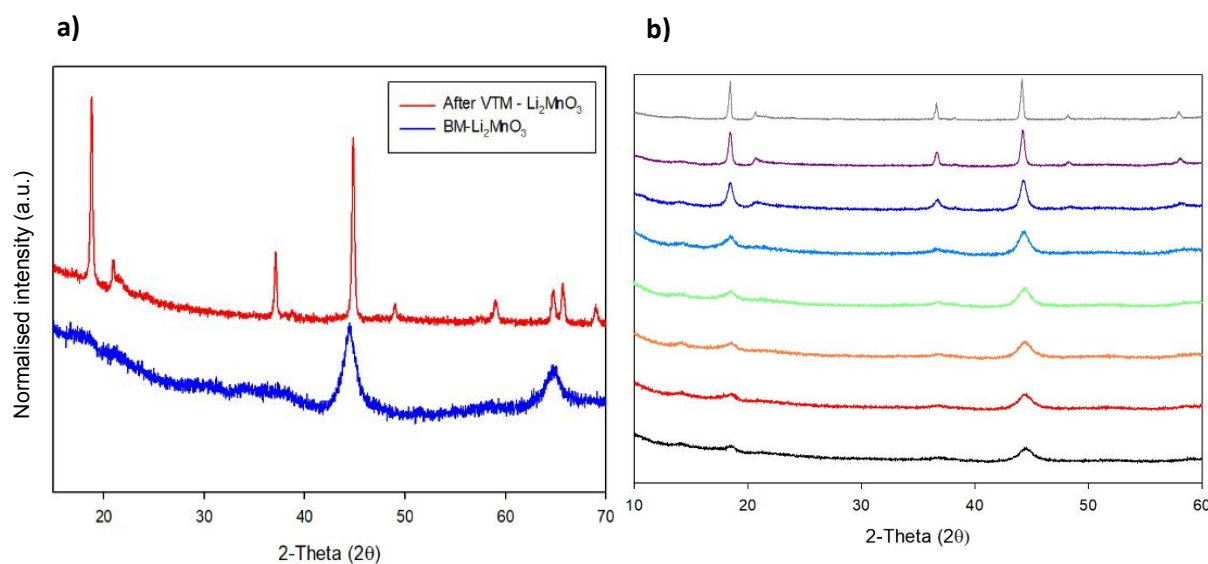 a)
After VTM - Li₂MnO₃
BM-Li₂MnO₃
Normalised intensity (a.u.)
20 30 40 50 60 70
2-Theta (2θ)
b)
10 20 30 40 50 60
2-Theta (2θ)